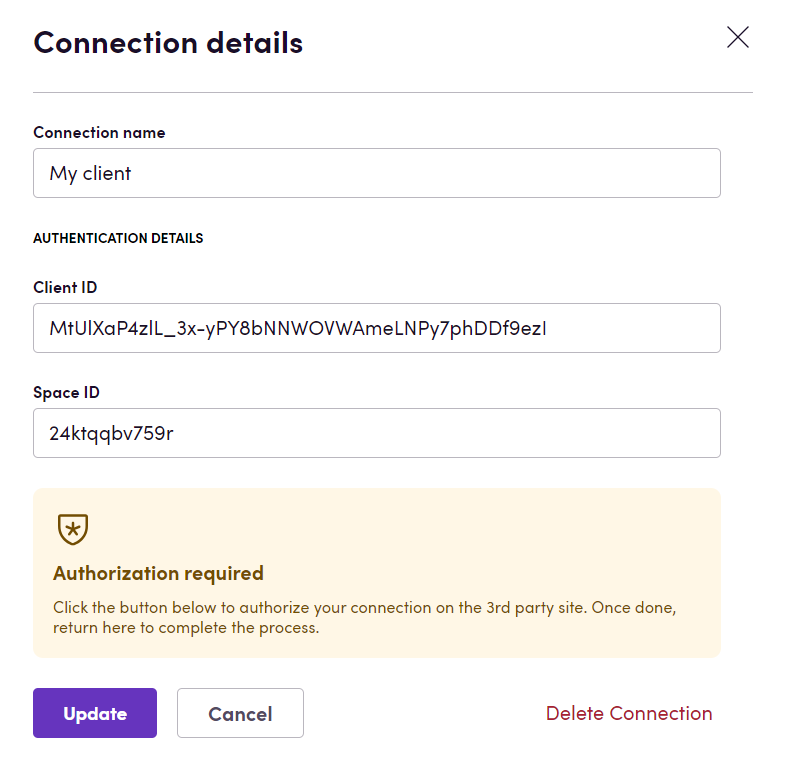 Connection details
Connection name
My client
AUTHENTICATION DETAILS
Client ID
MtUlXaP4zlL_3x-yPY8bNNWOVWAmeLNPy7phDDf9ezI
Space ID
24ktqqbv759r
Authorization required
Click the button below to authorize your connection on the 3rd party site. Once done,
return here to complete the process.
Update
Cancel
Delete Connection